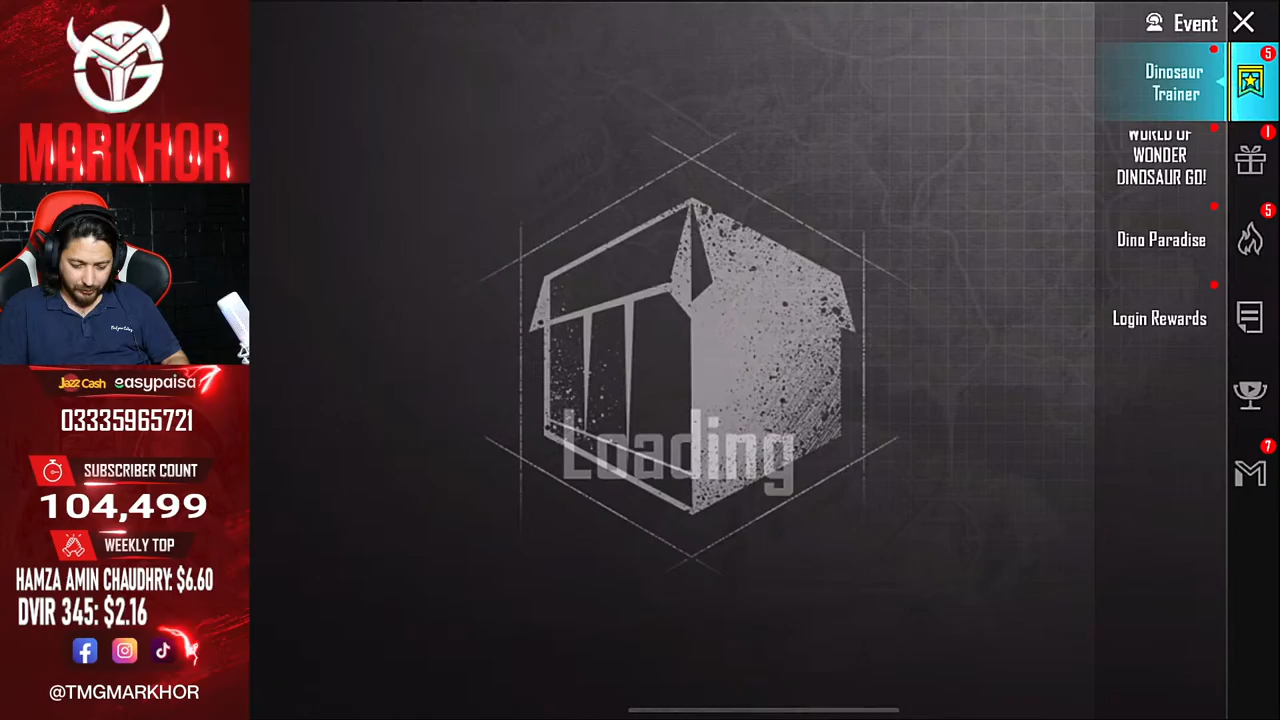 MARKHOR
JazzCash easypaisa
03335965721
SUBSCRIBER COUNT
104,499
WEEKLY TOP
HAMZA AMIN CHAUDHRY: $6.60
DVIR 345: $2.16
@TMGMARKHOR
Loading
Event
Dinosaur
Trainer
5
WORLD OF
WONDER
DINOSAUR GO!
1
Dino Paradise
5
Login Rewards
7